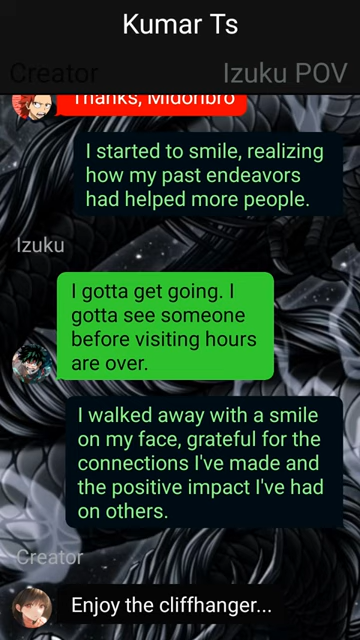 Kumar Ts
Creator
Izuku POV
Thanks, Midoribro
I started to smile, realizing
how my past endeavors
had helped more people.
Izuku
I gotta get going. I
gotta see someone
before visiting hours
are over.
I walked away with a smile
on my face, grateful for the
connections I've made and
the positive impact I've had
on others.
Creator
Enjoy the cliffhanger...